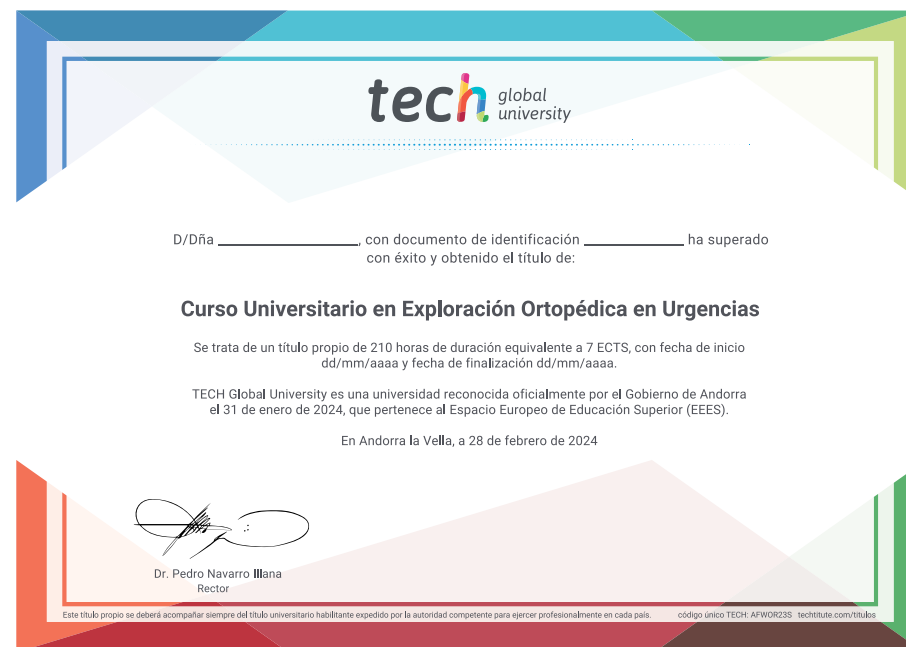 tech global university
D/Dña ______________, con documento de identificación __________ ha superado
con éxito y obtenido el título de:
Curso Universitario en Exploración Ortopédica en Urgencias
Se trata de un título propio de 210 horas de duración equivalente a 7 ECTS, con fecha de inicio
dd/mm/aaaa y fecha de finalización dd/mm/aaaa.
TECH Global University es una universidad reconocida oficialmente por el Gobierno de Andorra
el 31 de enero de 2024, que pertenece al Espacio Europeo de Educación Superior (EEES).
En Andorra la Vella, a 28 de febrero de 2024
Dr. Pedro Navarro Illana
Rector
Este título propio se deberá acompañar siempre del título universitario habilitante expedido por la autoridad competente para ejercer profesionalmente en cada país. código único TECH: AFWOR23S techtitute.com/titulos